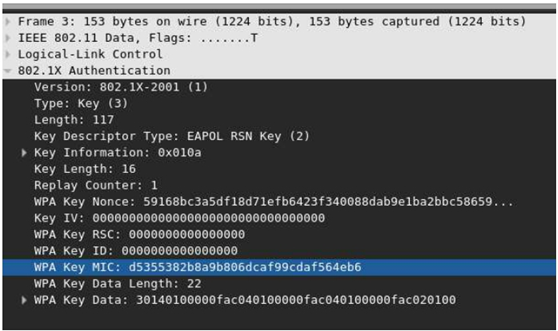 Frame 3: 153 bytes on wire (1224 bits), 153 bytes captured (1224 bits)
IEEE 802.11 Data, Flags: .......T
Logical-Link Control
802.1X Authentication
Version: 802.1X-2001 (1)
Type: Key (3)
Length: 117
Key Descriptor Type: EAPOL RSN Key (2)
Key Information: 0x010a
Key Length: 16
Replay Counter: 1
WPA Key Nonce: 59168bc3a5df18d71efb6423f340088dab9e1ba2bbc58659...
Key IV: 00000000000000000000000000000000
WPA Key RSC: 0000000000000000
WPA Key ID: 0000000000000000
WPA Key MIC: d5355382b8a9b806dcaf99cdaf564eb6
WPA Key Data Length: 22
WPA Key Data: 30140100000fac040100000fac040100000fac020100